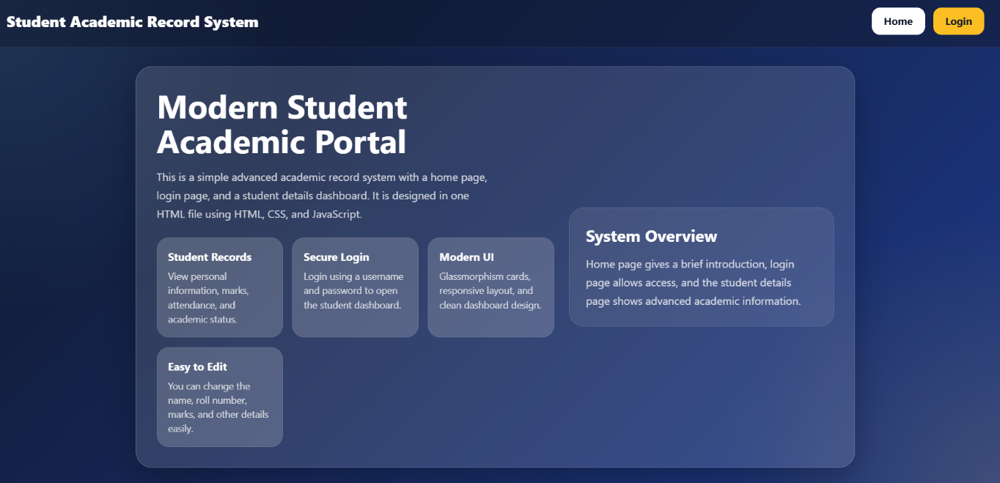 Student Academic Record System
Home
Login
Modern Student
Academic Portal
This is a simple advanced academic record system with a home page,
login page, and a student details dashboard. It is designed in one
HTML file using HTML, CSS, and JavaScript.
Student Records
View personal
information, marks,
attendance, and
academic status.
Secure Login
Login using a username
and password to open
the student dashboard.
Modern UI
Glassmorphism cards,
responsive layout, and
clean dashboard design.
Easy to Edit
You can change the
name, roll number,
marks, and other details
easily.
System Overview
Home page gives a brief introduction, login
page allows access, and the student details
page shows advanced academic information.